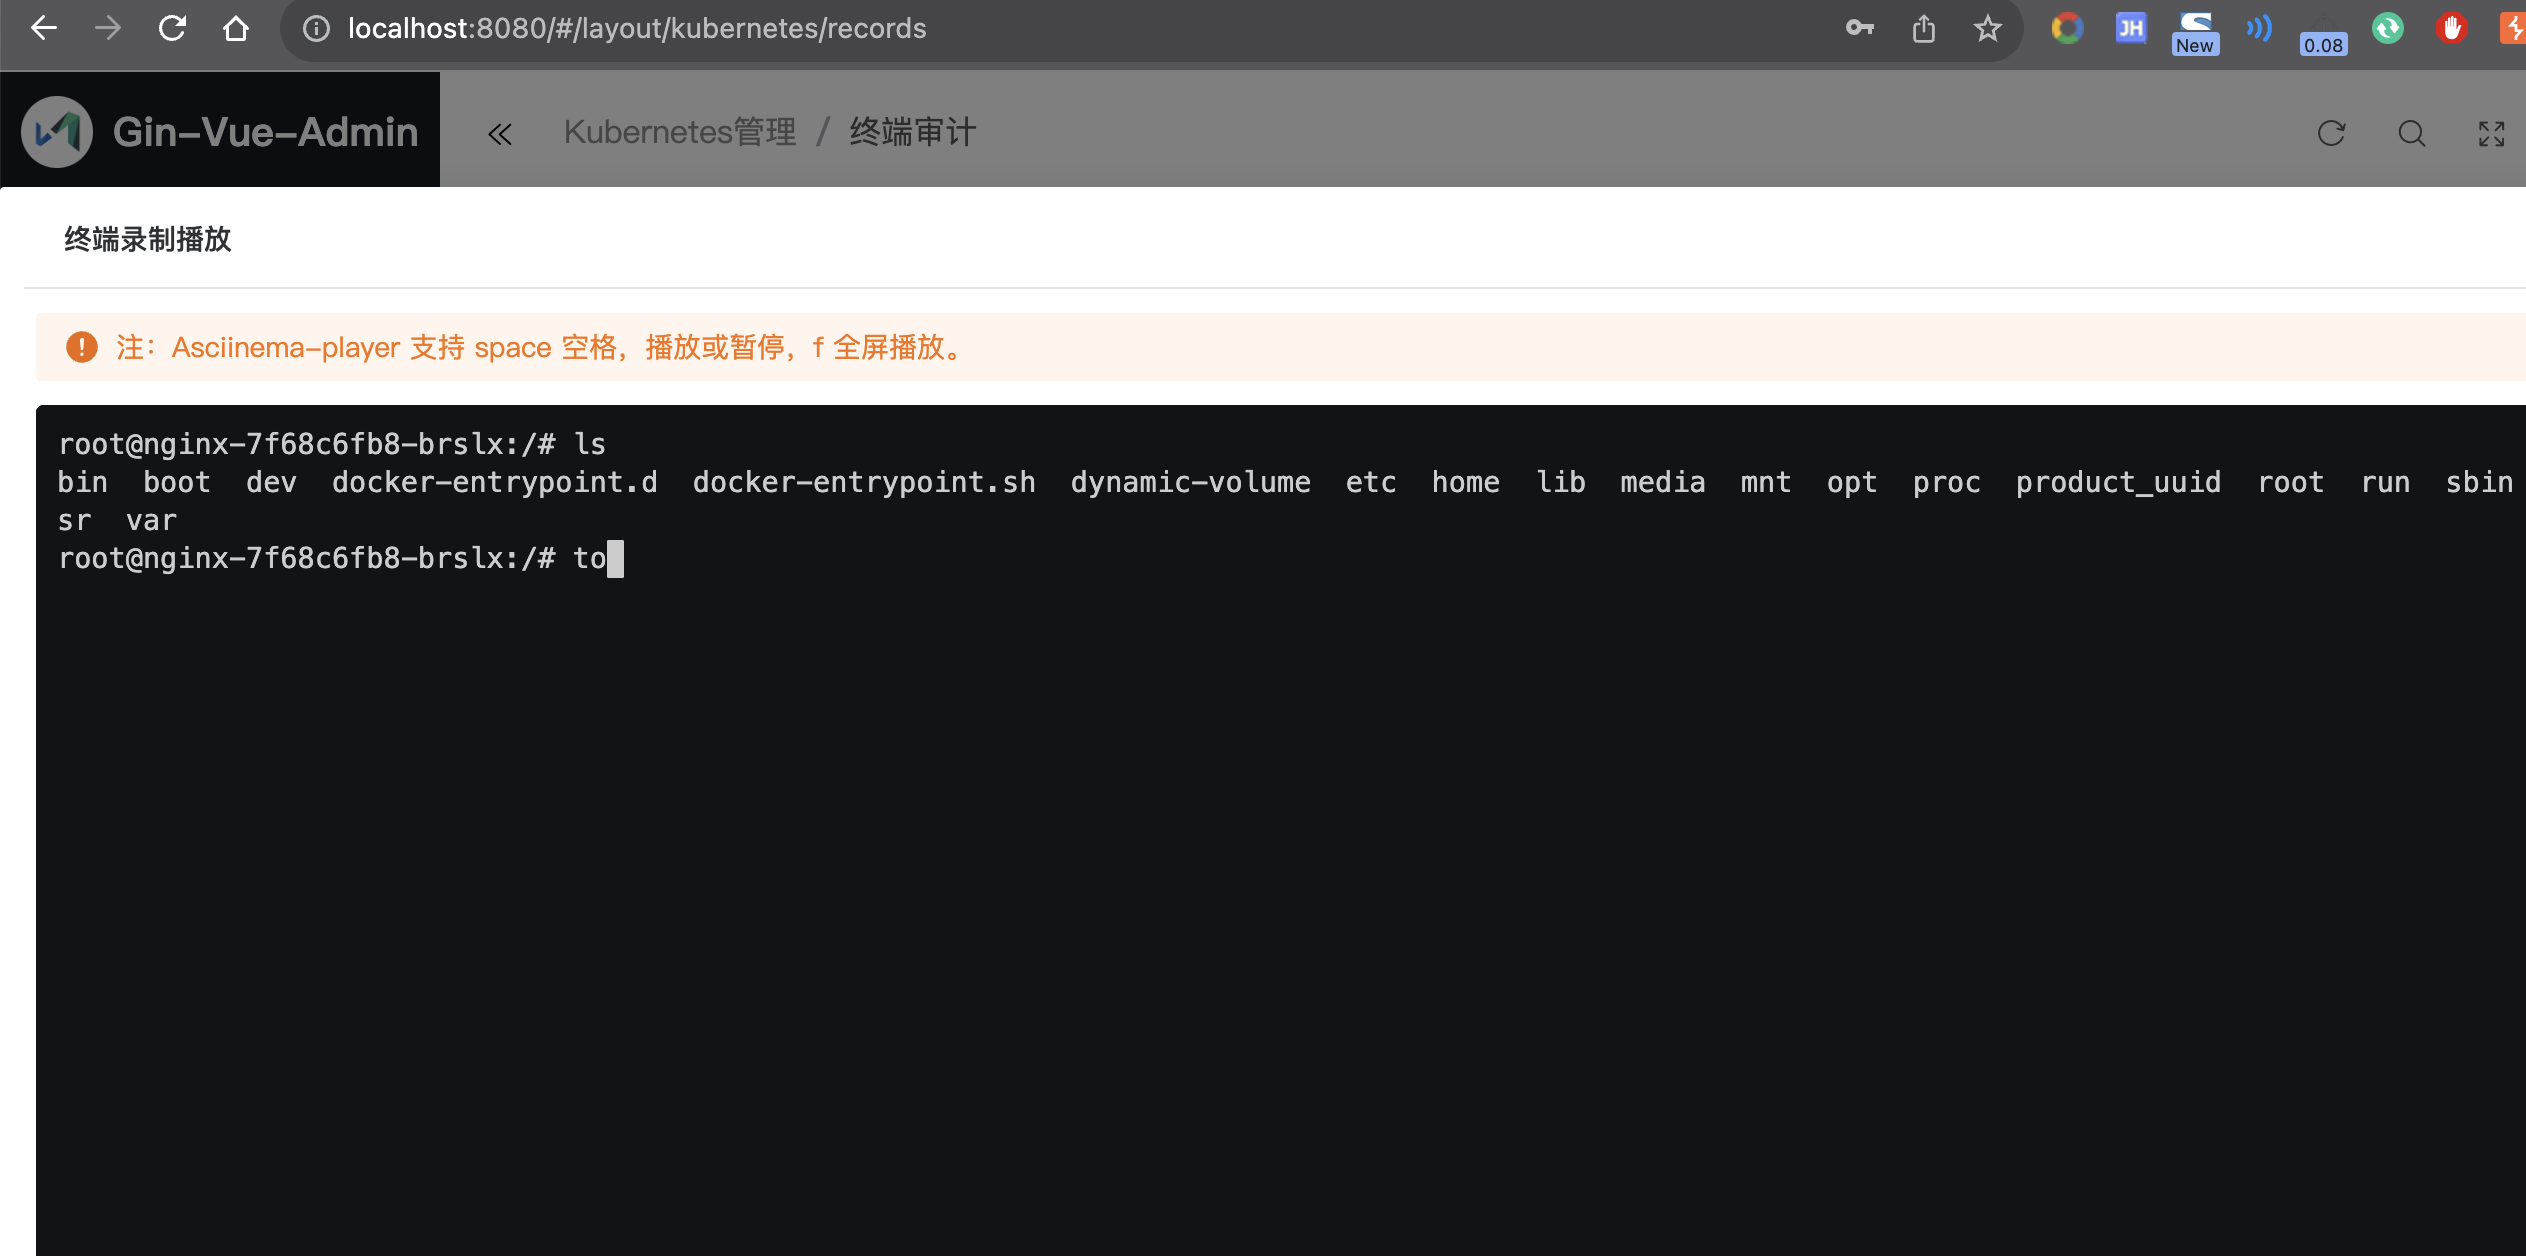 localhost:8080/#/layout/kubernetes/records
JH
New
0.08
Gin-Vue-Admin
Kubernetes管理 / 终端审计
终端录制播放
注：Asciinema-player 支持 space 空格，播放或暂停，f 全屏播放。
root@nginx-7f68c6fb8-brslx:/# ls
bin boot dev docker-entrypoint.d docker-entrypoint.sh dynamic-volume etc home lib media mnt opt proc product_uuid root run sbin
sr var
root@nginx-7f68c6fb8-brslx:/# to